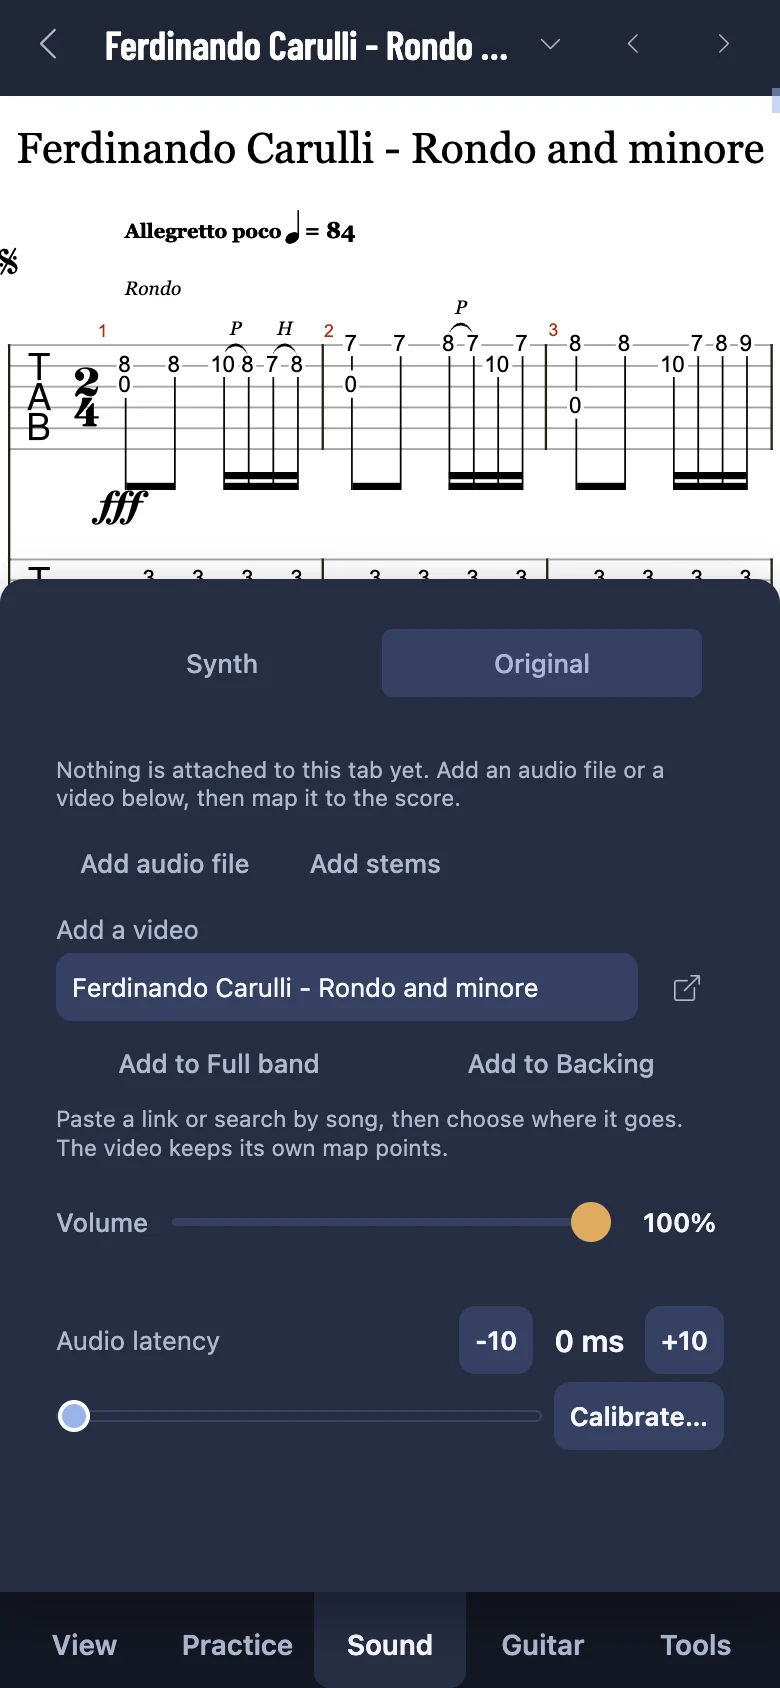 Ferdinando Carulli - Rondo ...
Ferdinando Carulli - Rondo and minore
Allegretto poco ♩ = 84
Rondo
P H P
1 2 3
7 7 8 7 7 8 8 7 8 9
8 8 10 8 7 8 10 10
0 0
0
T
A
B
2
4
fff
T 3 3 3 3 3 3 3 3 3 3 3 3
Synth Original
Nothing is attached to this tab yet. Add an audio file or a
video below, then map it to the score.
Add audio file Add stems
Add a video
Ferdinando Carulli - Rondo and minore
Add to Full band Add to Backing
Paste a link or search by song, then choose where it goes.
The video keeps its own map points.
Volume 100%
Audio latency -10 0 ms +10
Calibrate...
View Practice Sound Guitar Tools